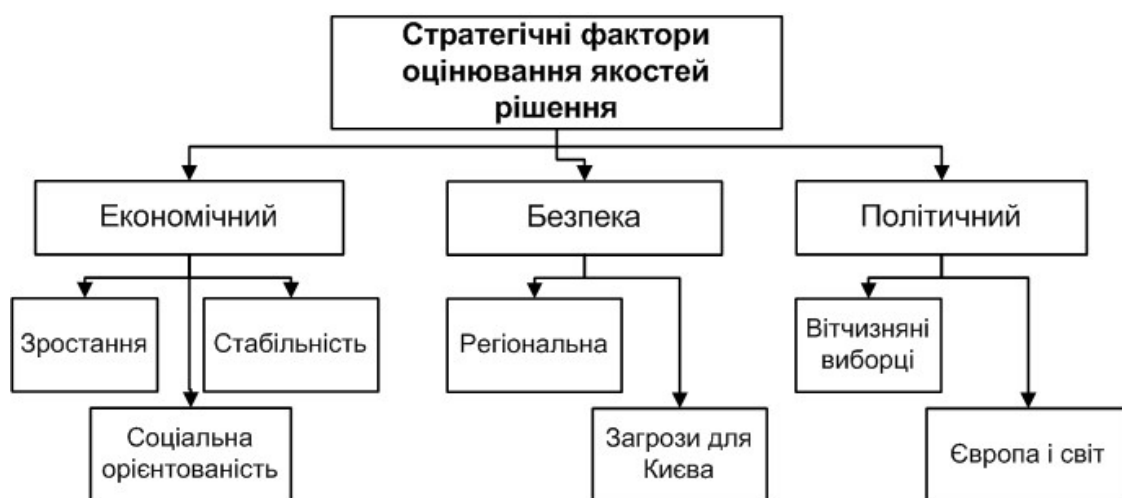 Стратегічні фактори
оцінювання якостей
рішення
Економічний
Безпека
Політичний
Зростання
Стабільність
Регіональна
Вітчизняні
виборці
Соціальна
орієнтованість
Загрози для
Києва
Європа і світ